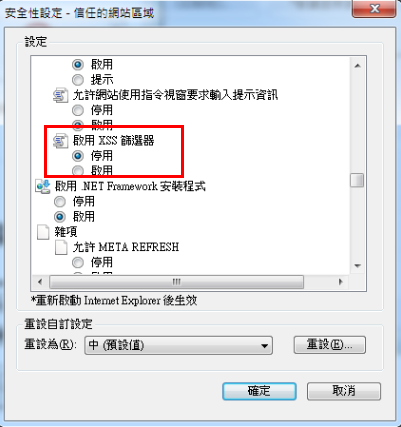 安全性設定 - 信任的網站區域
設定
啟用
提示
允許網站使用指令視窗要求輸入提示資訊
停用
啟用
啟用 XSS 篩選器
停用
啟用
啟用 .NET Framework 安裝程式
停用
啟用
雜項
允許 META REFRESH
停用
*重新啟動 Internet Explorer 後生效
重設自訂設定
重設為(R): 中 (預設值) 重設(E)...
確定 取消